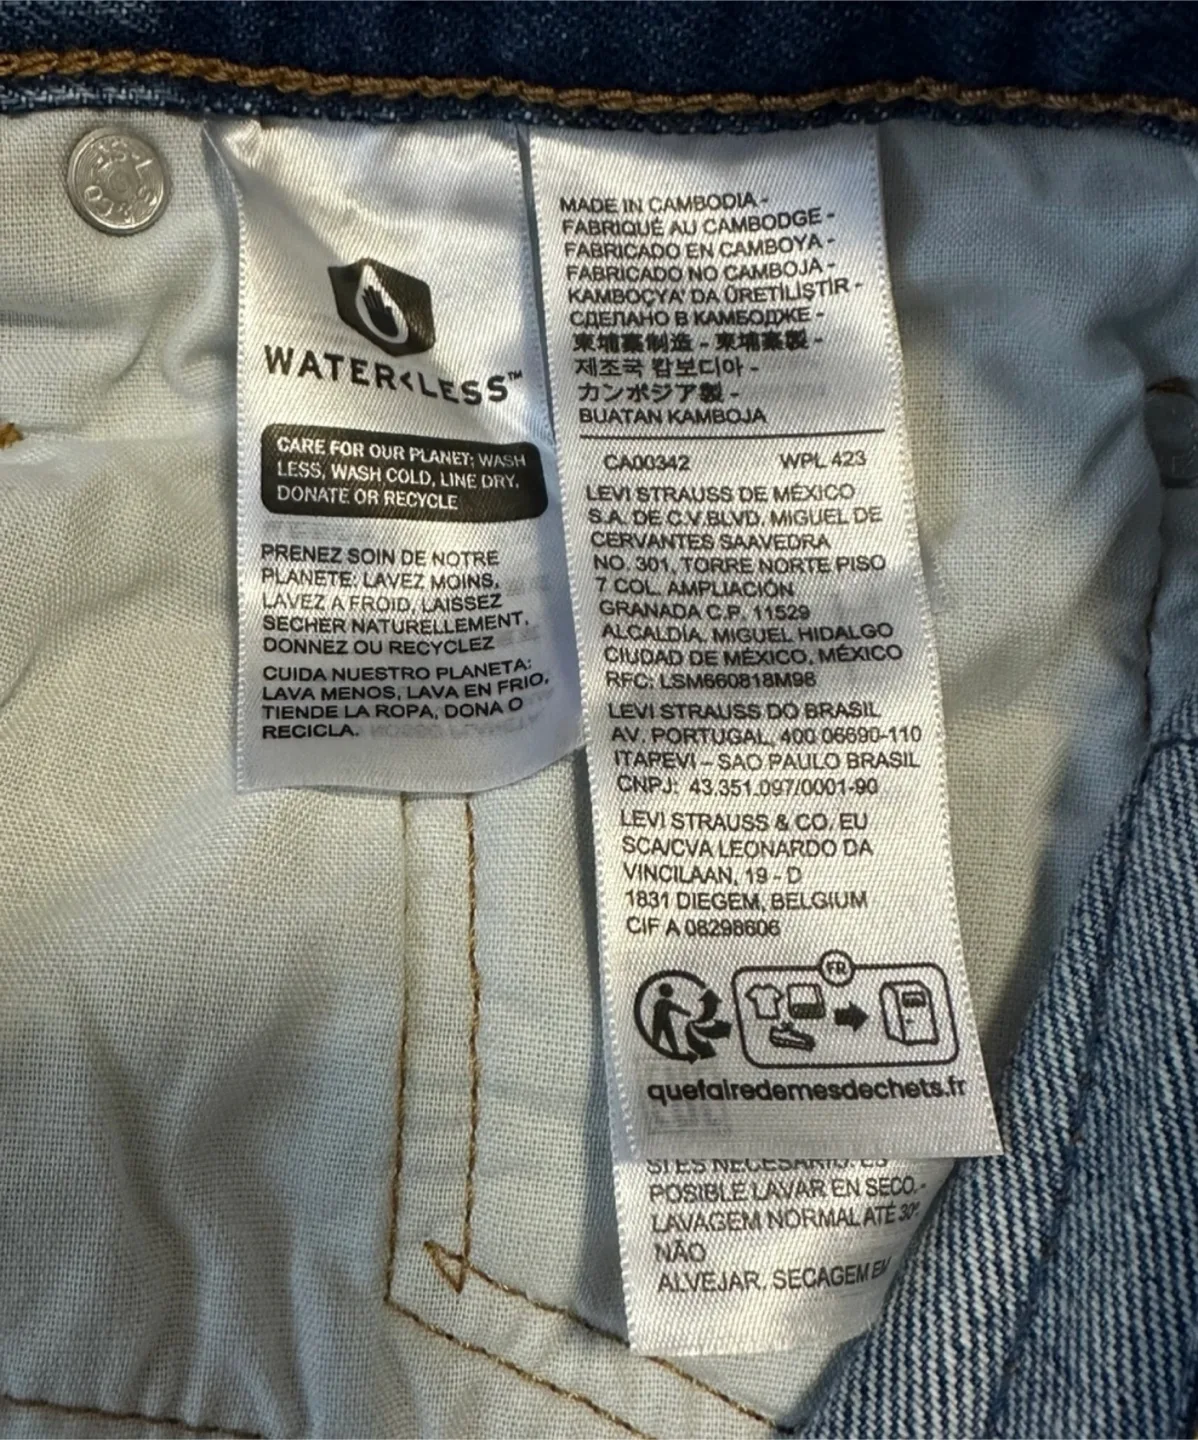 WATER<LESS™
CARE FOR OUR PLANET: WASH
LESS, WASH COLD, LINE DRY,
DONATE OR RECYCLE
PRENEZ SOIN DE NOTRE
PLANETE: LAVEZ MOINS,
LAVEZ A FROID, LAISSEZ
SECHER NATURELLEMENT,
DONNEZ OU RECYCLEZ
CUIDA NUESTRO PLANETA:
LAVA MENOS, LAVA EN FRIO,
TIENDE LA ROPA, DONA O
RECICLA.
MADE IN CAMBODIA -
FABRIQUÉ AU CAMBODGE -
FABRICADO EN CAMBOYA -
FABRICADO NO CAMBOJA -
KAMBOÇYA' DA ÜRETİLİŞTİR -
СДЕЛАНО В КАМБОДЖЕ -
柬埔寨制造 - 柬埔寨製 -
제조국 캄보디아 -
カンボジア製 -
BUATAN KAMBOJA
CA00342 WPL 423
LEVI STRAUSS DE MÉXICO
S.A. DE C.V.BLVD. MIGUEL DE
CERVANTES SAAVEDRA
NO. 301, TORRE NORTE PISO
7 COL. AMPLIACIÓN
GRANADA C.P. 11529
ALCALDÍA. MIGUEL HIDALGO
CIUDAD DE MÉXICO, MÉXICO
RFC: LSM660818M98
LEVI STRAUSS DO BRASIL
AV. PORTUGAL, 400 06690-110
ITAPEVI – SAO PAULO BRASIL
CNPJ: 43.351.097/0001-90
LEVI STRAUSS & CO. EU
SCA/CVA LEONARDO DA
VINCILAAN, 19 - D
1831 DIEGEM, BELGIUM
CIF A 08298606
FR
quefairedemesdechets.fr
SI ES NECESARIO. ES
POSIBLE LAVAR EN SECO.-
LAVAGEM NORMAL ATÉ 30°.
NÃO
ALVEJAR. SECAGEM EM